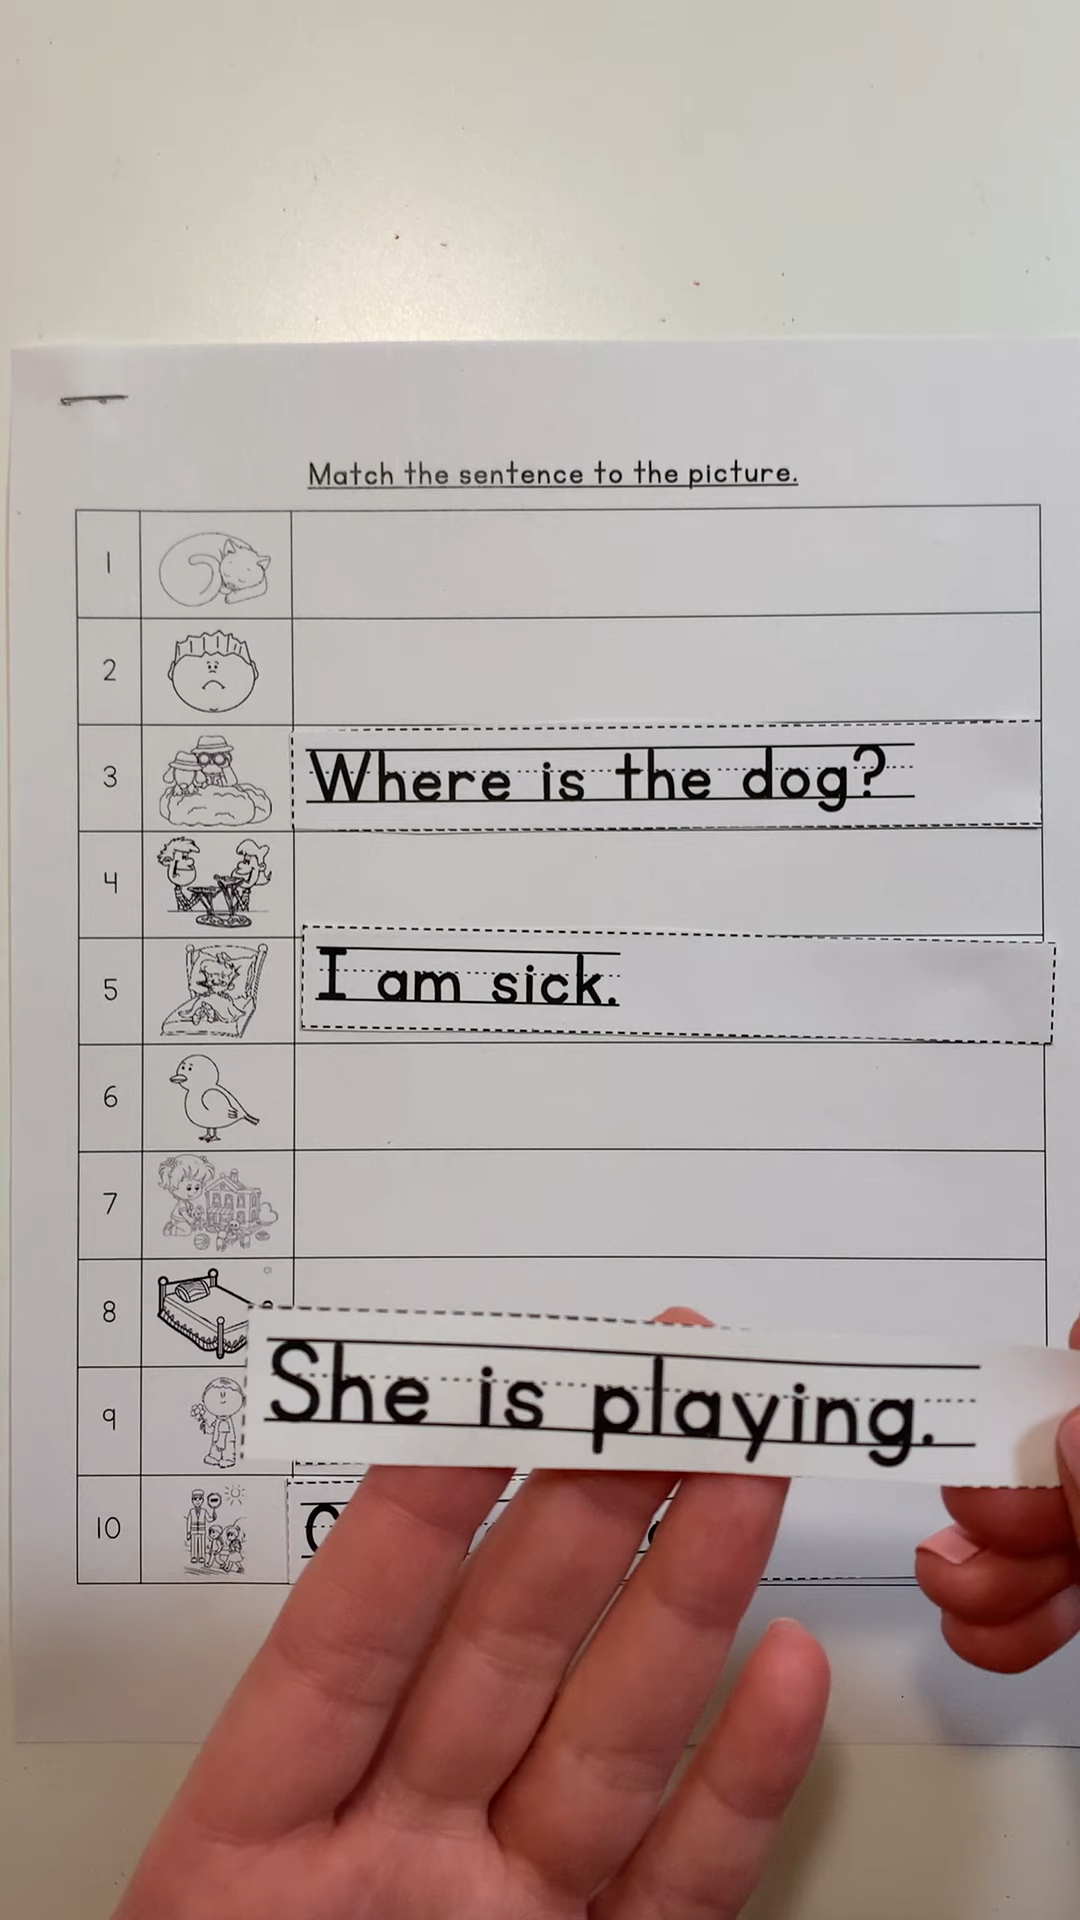 Match the sentence to the picture.
1
2
3 Where is the dog?
4
5 I am sick.
6
7
8
She is playing.
9
10